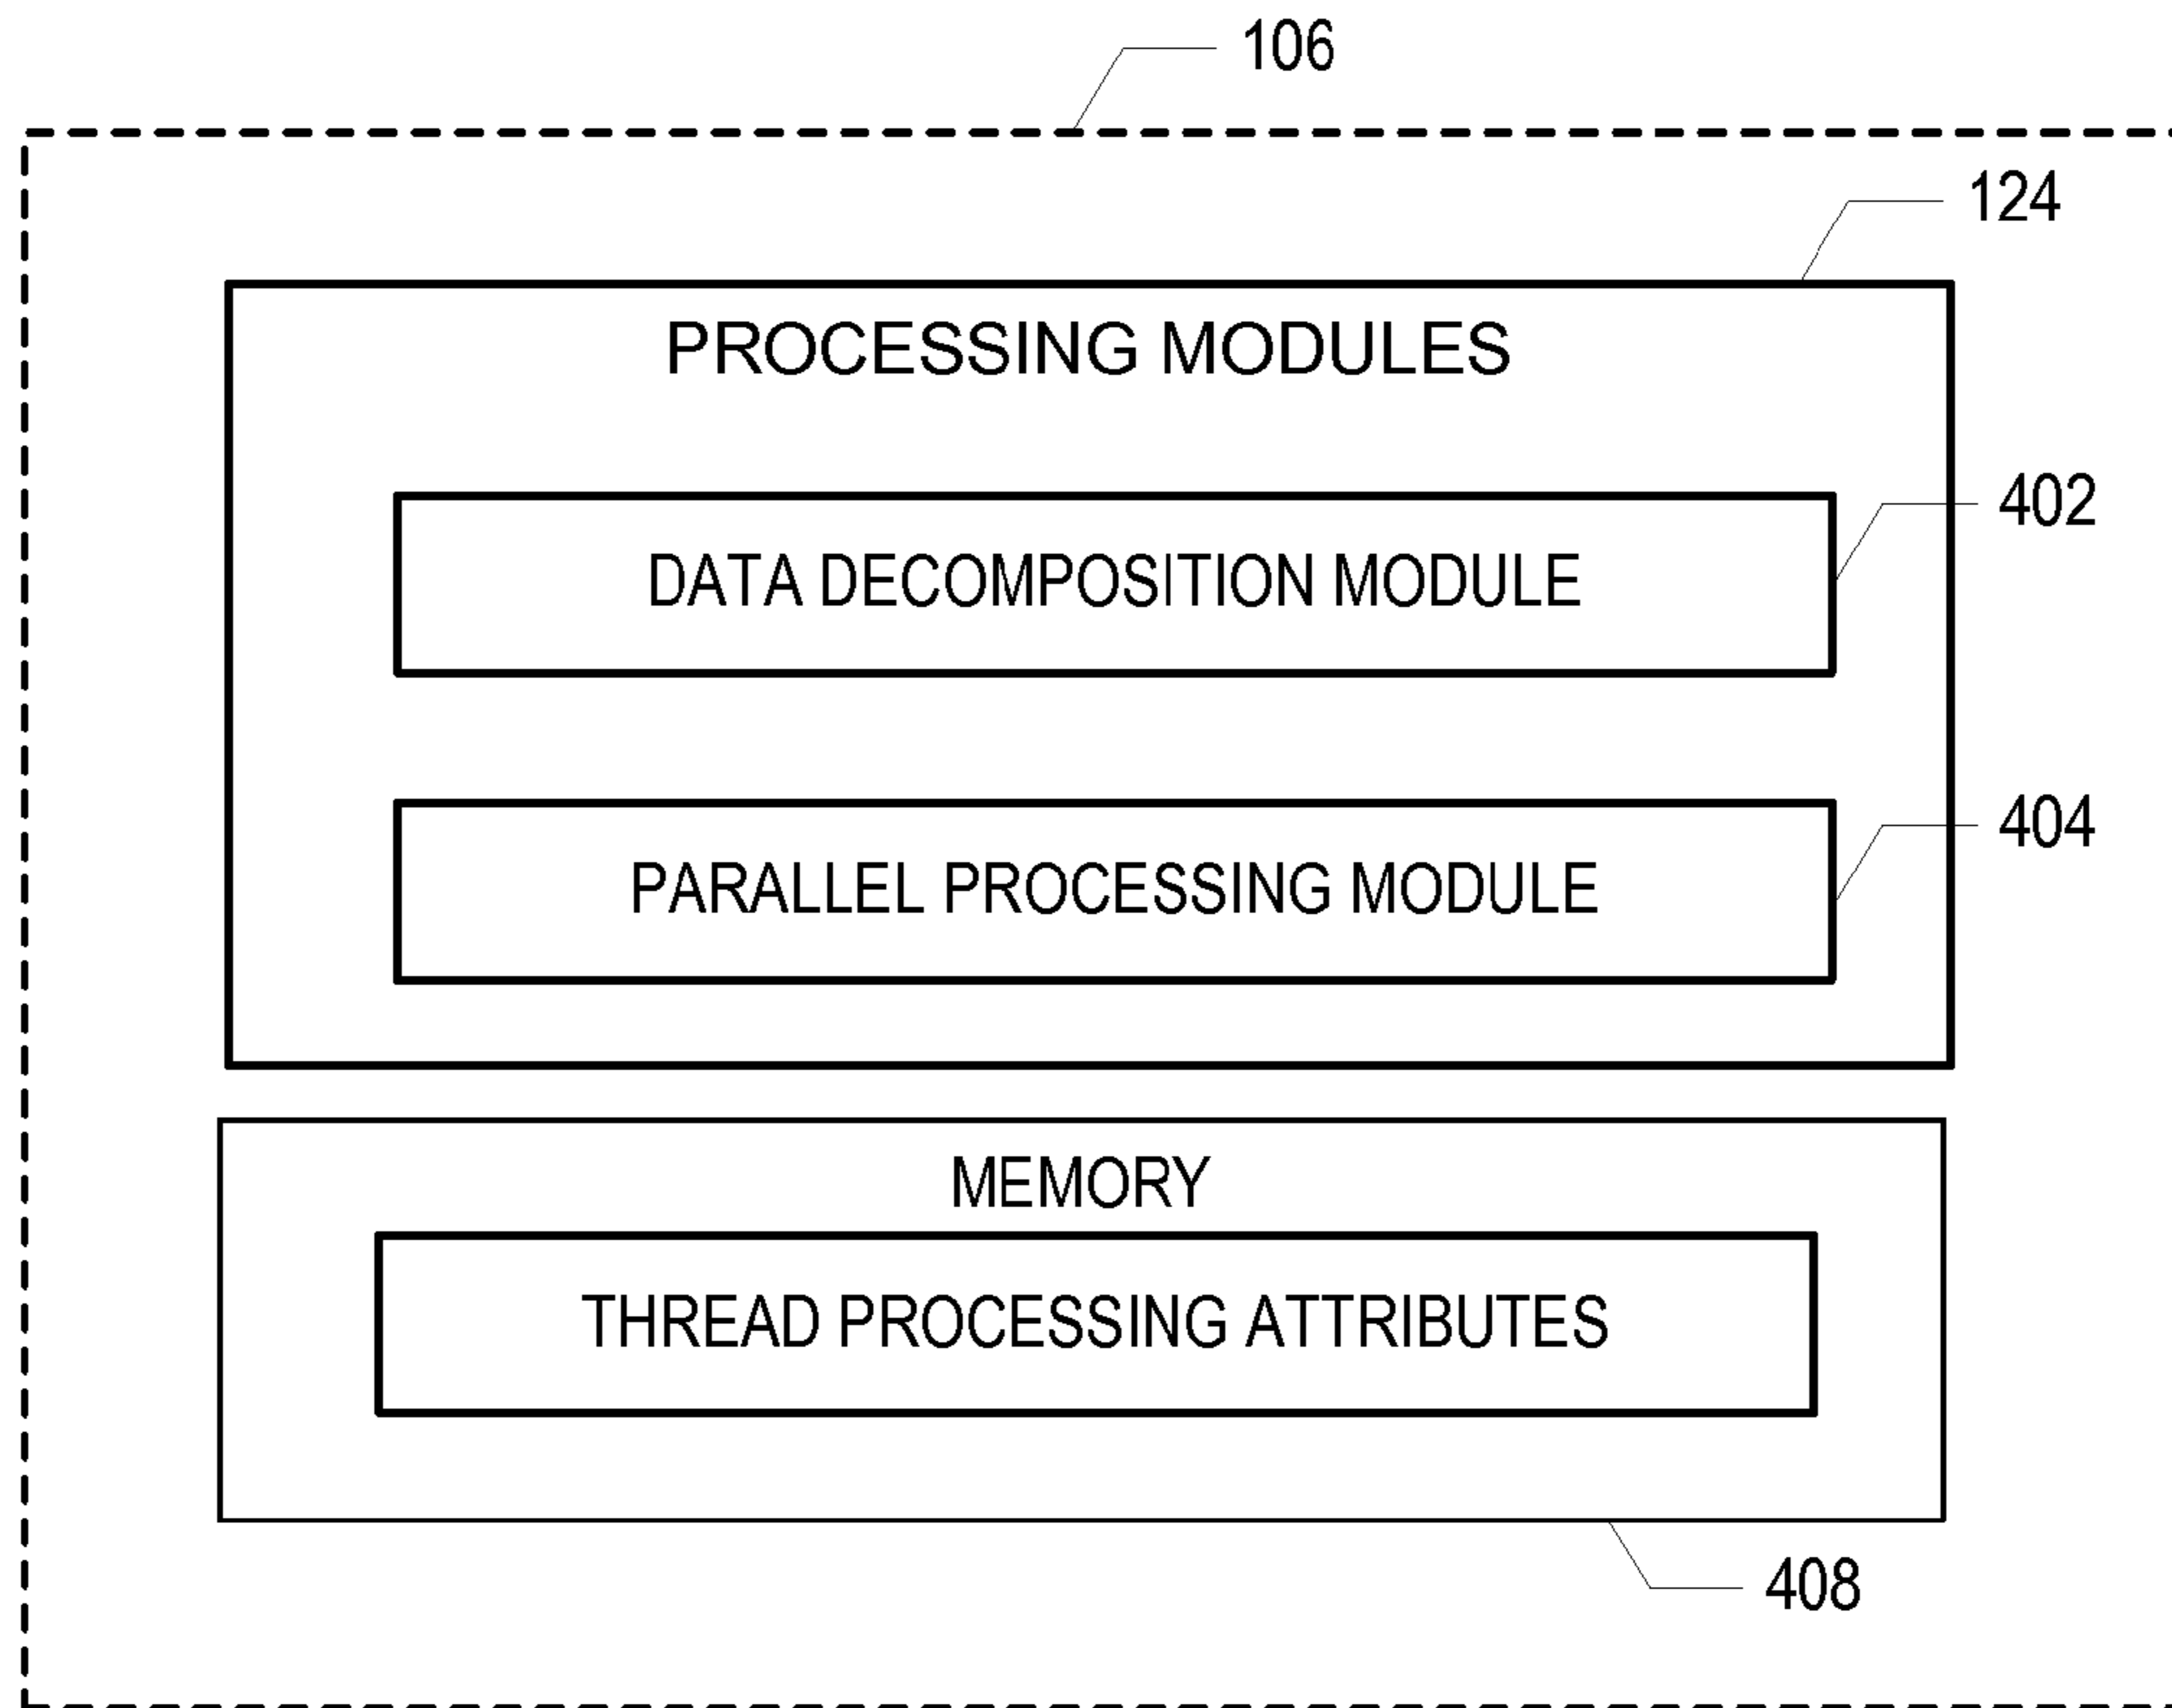 106
124
PROCESSING MODULES
402
DATA DECOMPOSITION MODULE
404
PARALLEL PROCESSING MODULE
MEMORY
THREAD PROCESSING ATTRIBUTES
408